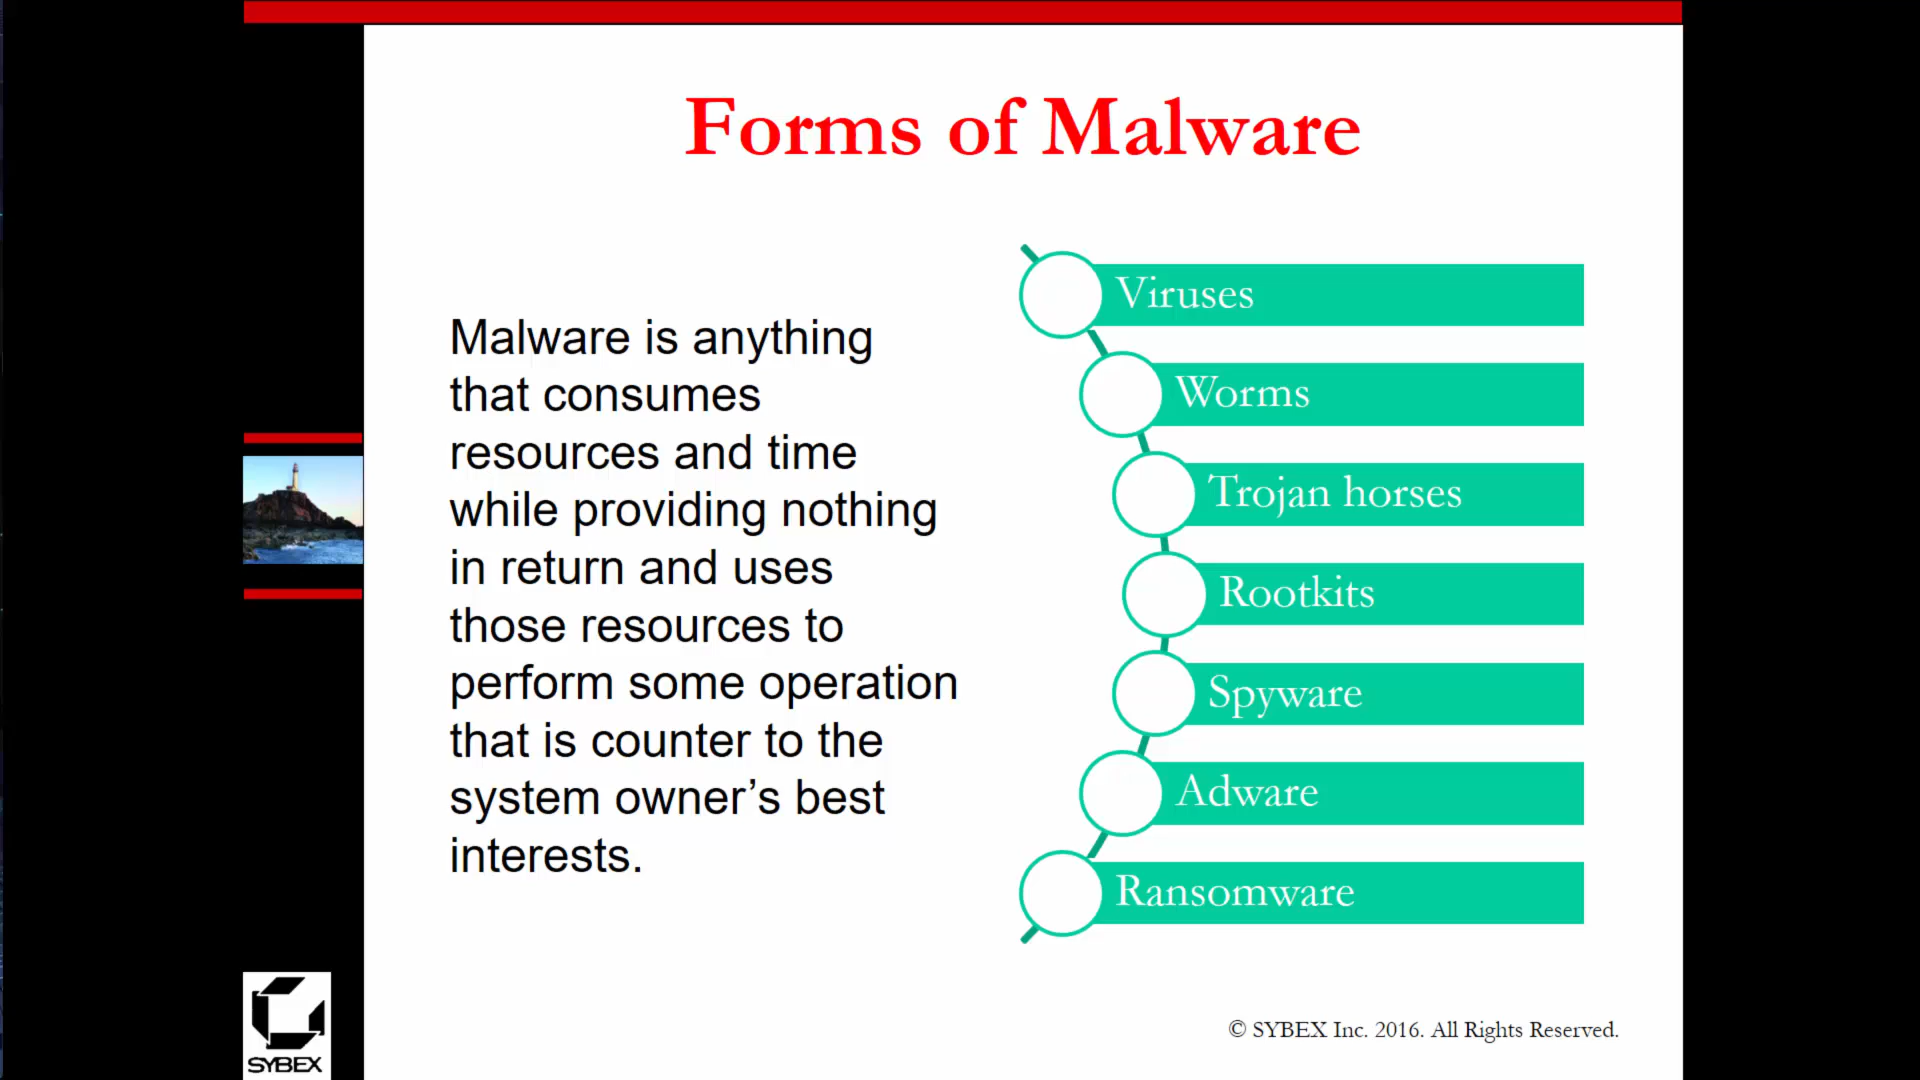 Forms of Malware
Malware is anything
that consumes
resources and time
while providing nothing
in return and uses
those resources to
perform some operation
that is counter to the
system owner’s best
interests.
Viruses
Worms
Trojan horses
Rootkits
Spyware
Adware
Ransomware
© SYBEX Inc. 2016. All Rights Reserved.
SYBEX